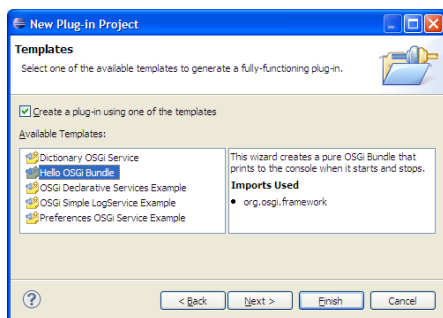 New Plug-in Project
Templates
Select one of the available templates to generate a fully-functioning plug-in.
Create a plug-in using one of the templates
Available Templates:
Dictionary OSGi Service
Hello OSGi Bundle
OSGi Declarative Services Example
OSGi Simple LogService Example
Preferences OSGi Service Example
This wizard creates a pure OSGi Bundle that
prints to the console when it starts and stops.
Imports Used
• org.osgi.framework
?
< Back
Next >
Finish
Cancel